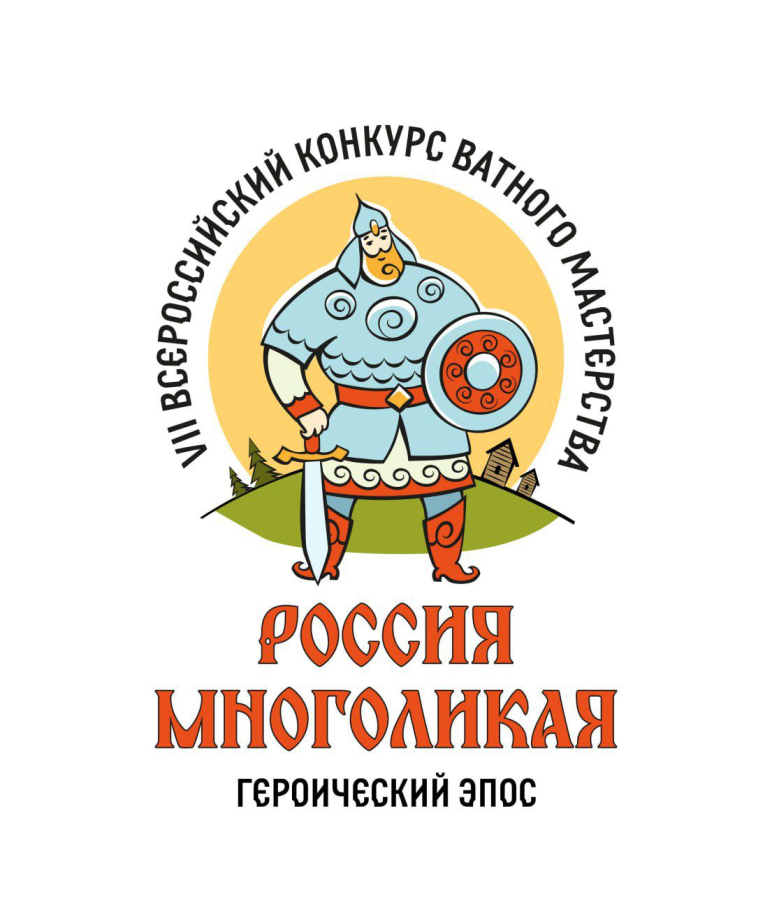 VII ВСЕРОССИЙСКИЙ КОНКУРС ВАТНОГО МАСТЕРСТВА
РОССИЯ
МНОГОЛИКАЯ
ГЕРОИЧЕСКИЙ ЭПОС